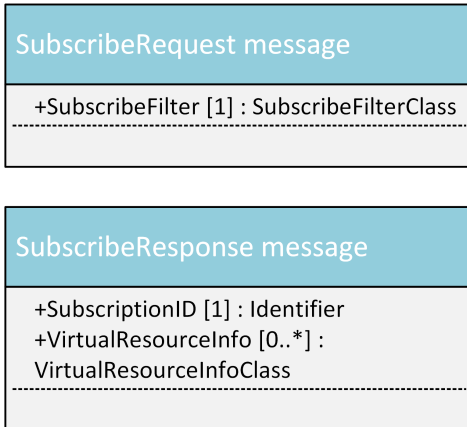 SubscribeRequest message
+SubscribeFilter [1] : SubscribeFilterClass
SubscribeResponse message
+SubscriptionID [1] : Identifier
+VirtualResourceInfo [0..*] :
VirtualResourceInfoClass